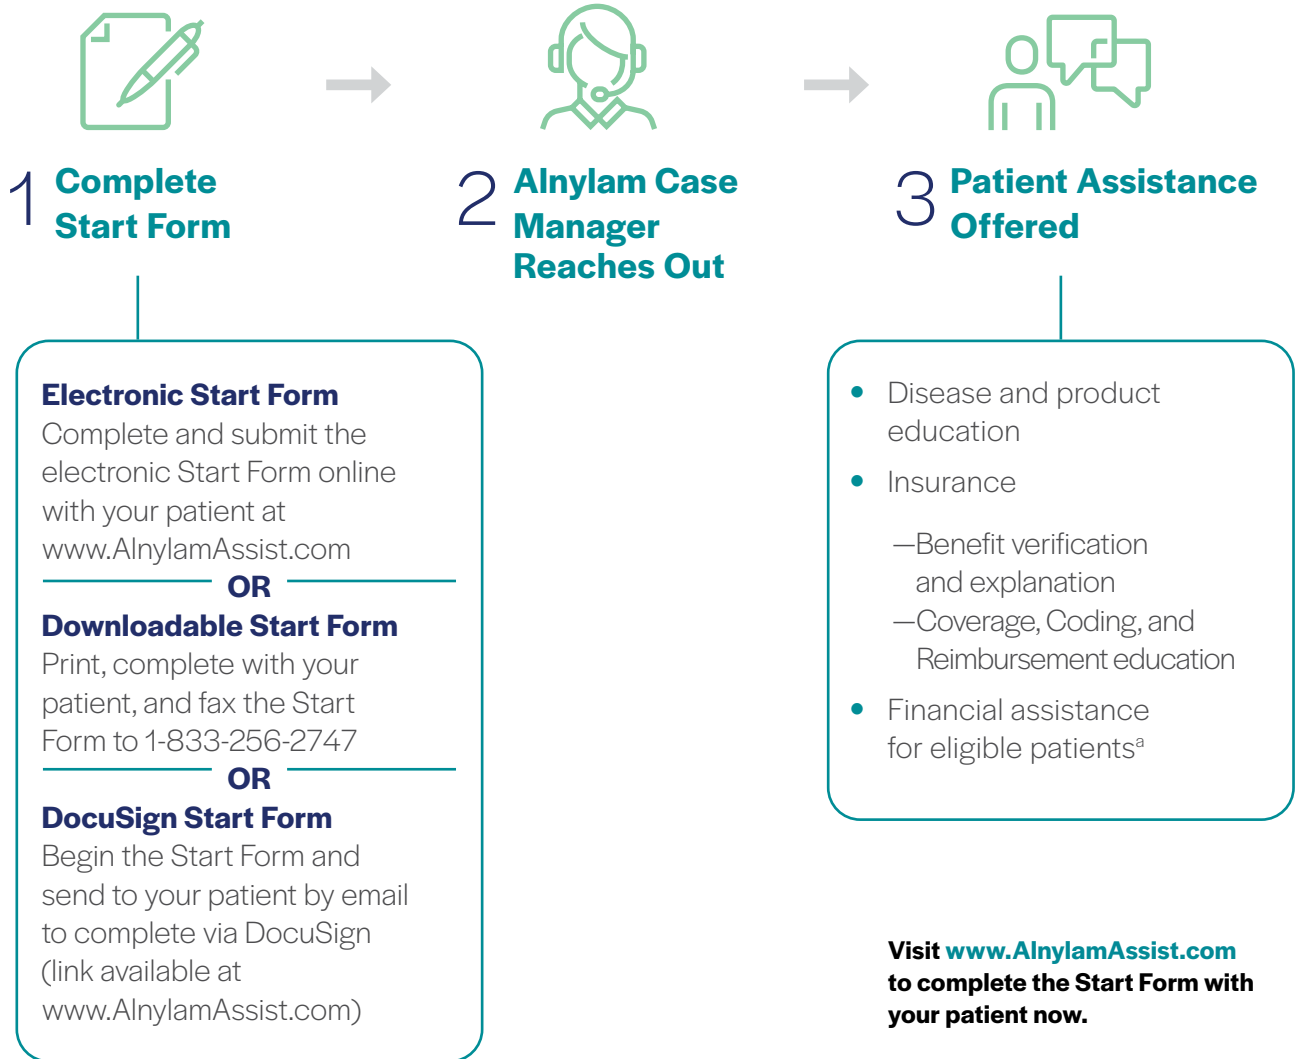 1 Complete
Start Form
2 Alnylam Case
Manager
Reaches Out
3 Patient Assistance
Offered
Electronic Start Form
Complete and submit the
electronic Start Form online
with your patient at
www.AlnylamAssist.com
OR
Downloadable Start Form
Print, complete with your
patient, and fax the Start
Form to 1-833-256-2747
OR
DocuSign Start Form
Begin the Start Form and
send to your patient by email
to complete via DocuSign
(link available at
www.AlnylamAssist.com)
• Disease and product
education
• Insurance
—Benefit verification
and explanation
—Coverage, Coding, and
Reimbursement education
• Financial assistance
for eligible patientsᵃ
Visit www.AlnylamAssist.com
to complete the Start Form with
your patient now.